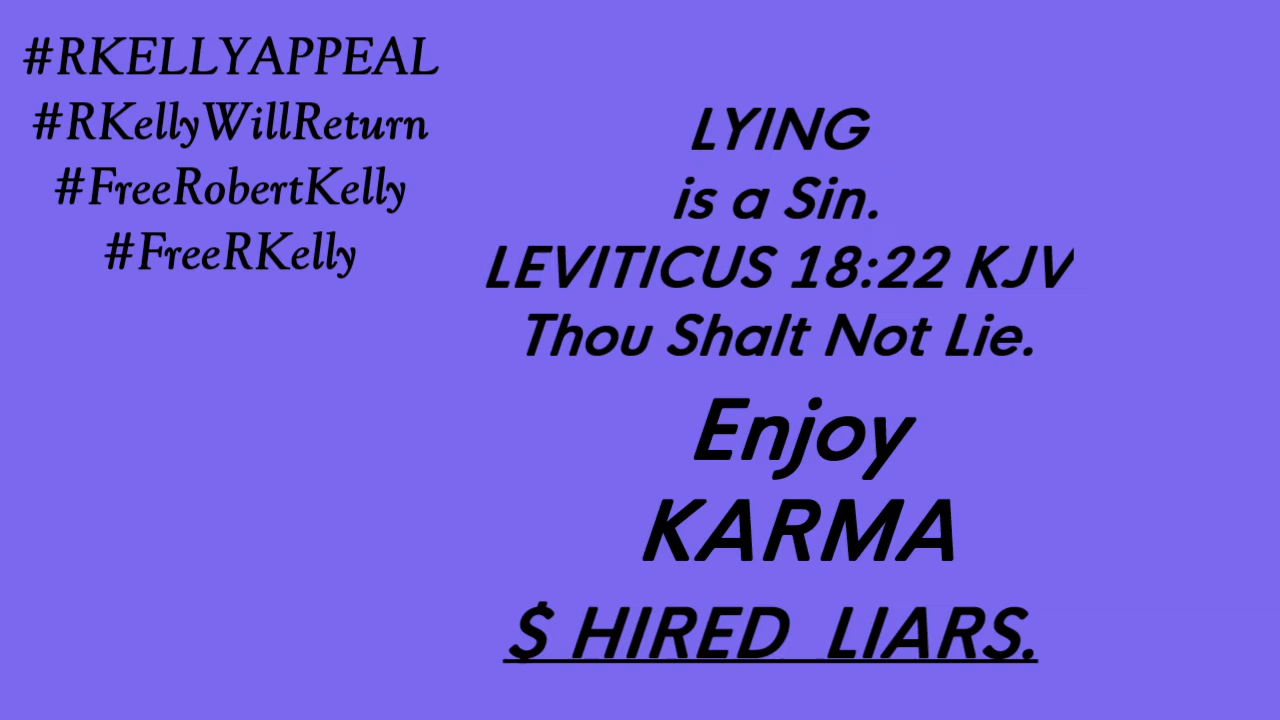 #RKELLYAPPEAL
#RKellyWillReturn
#FreeRobertKelly
#FreeRKelly
LYING
is a Sin.
LEVITICUS 18:22 KJV
Thou Shalt Not Lie.
Enjoy
KARMA
$ HIRED LIARS.